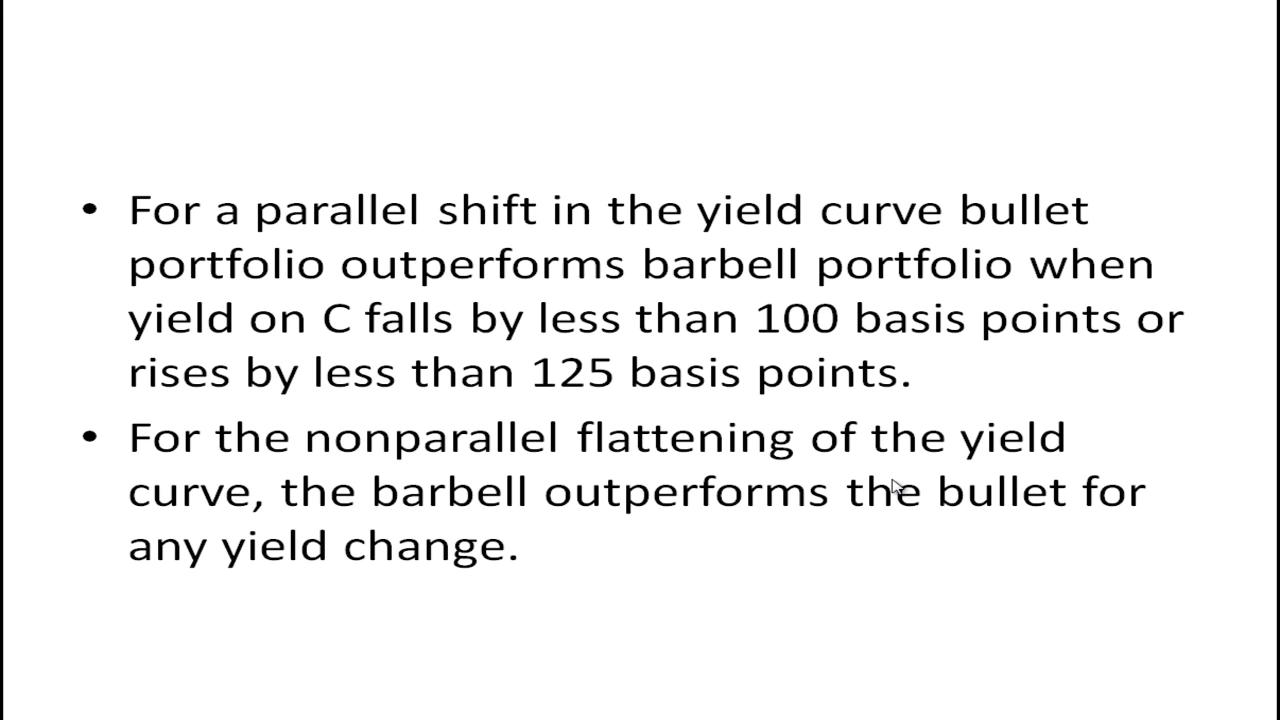 • For a parallel shift in the yield curve bullet
portfolio outperforms barbell portfolio when
yield on C falls by less than 100 basis points or
rises by less than 125 basis points.
• For the nonparallel flattening of the yield
curve, the barbell outperforms the bullet for
any yield change.